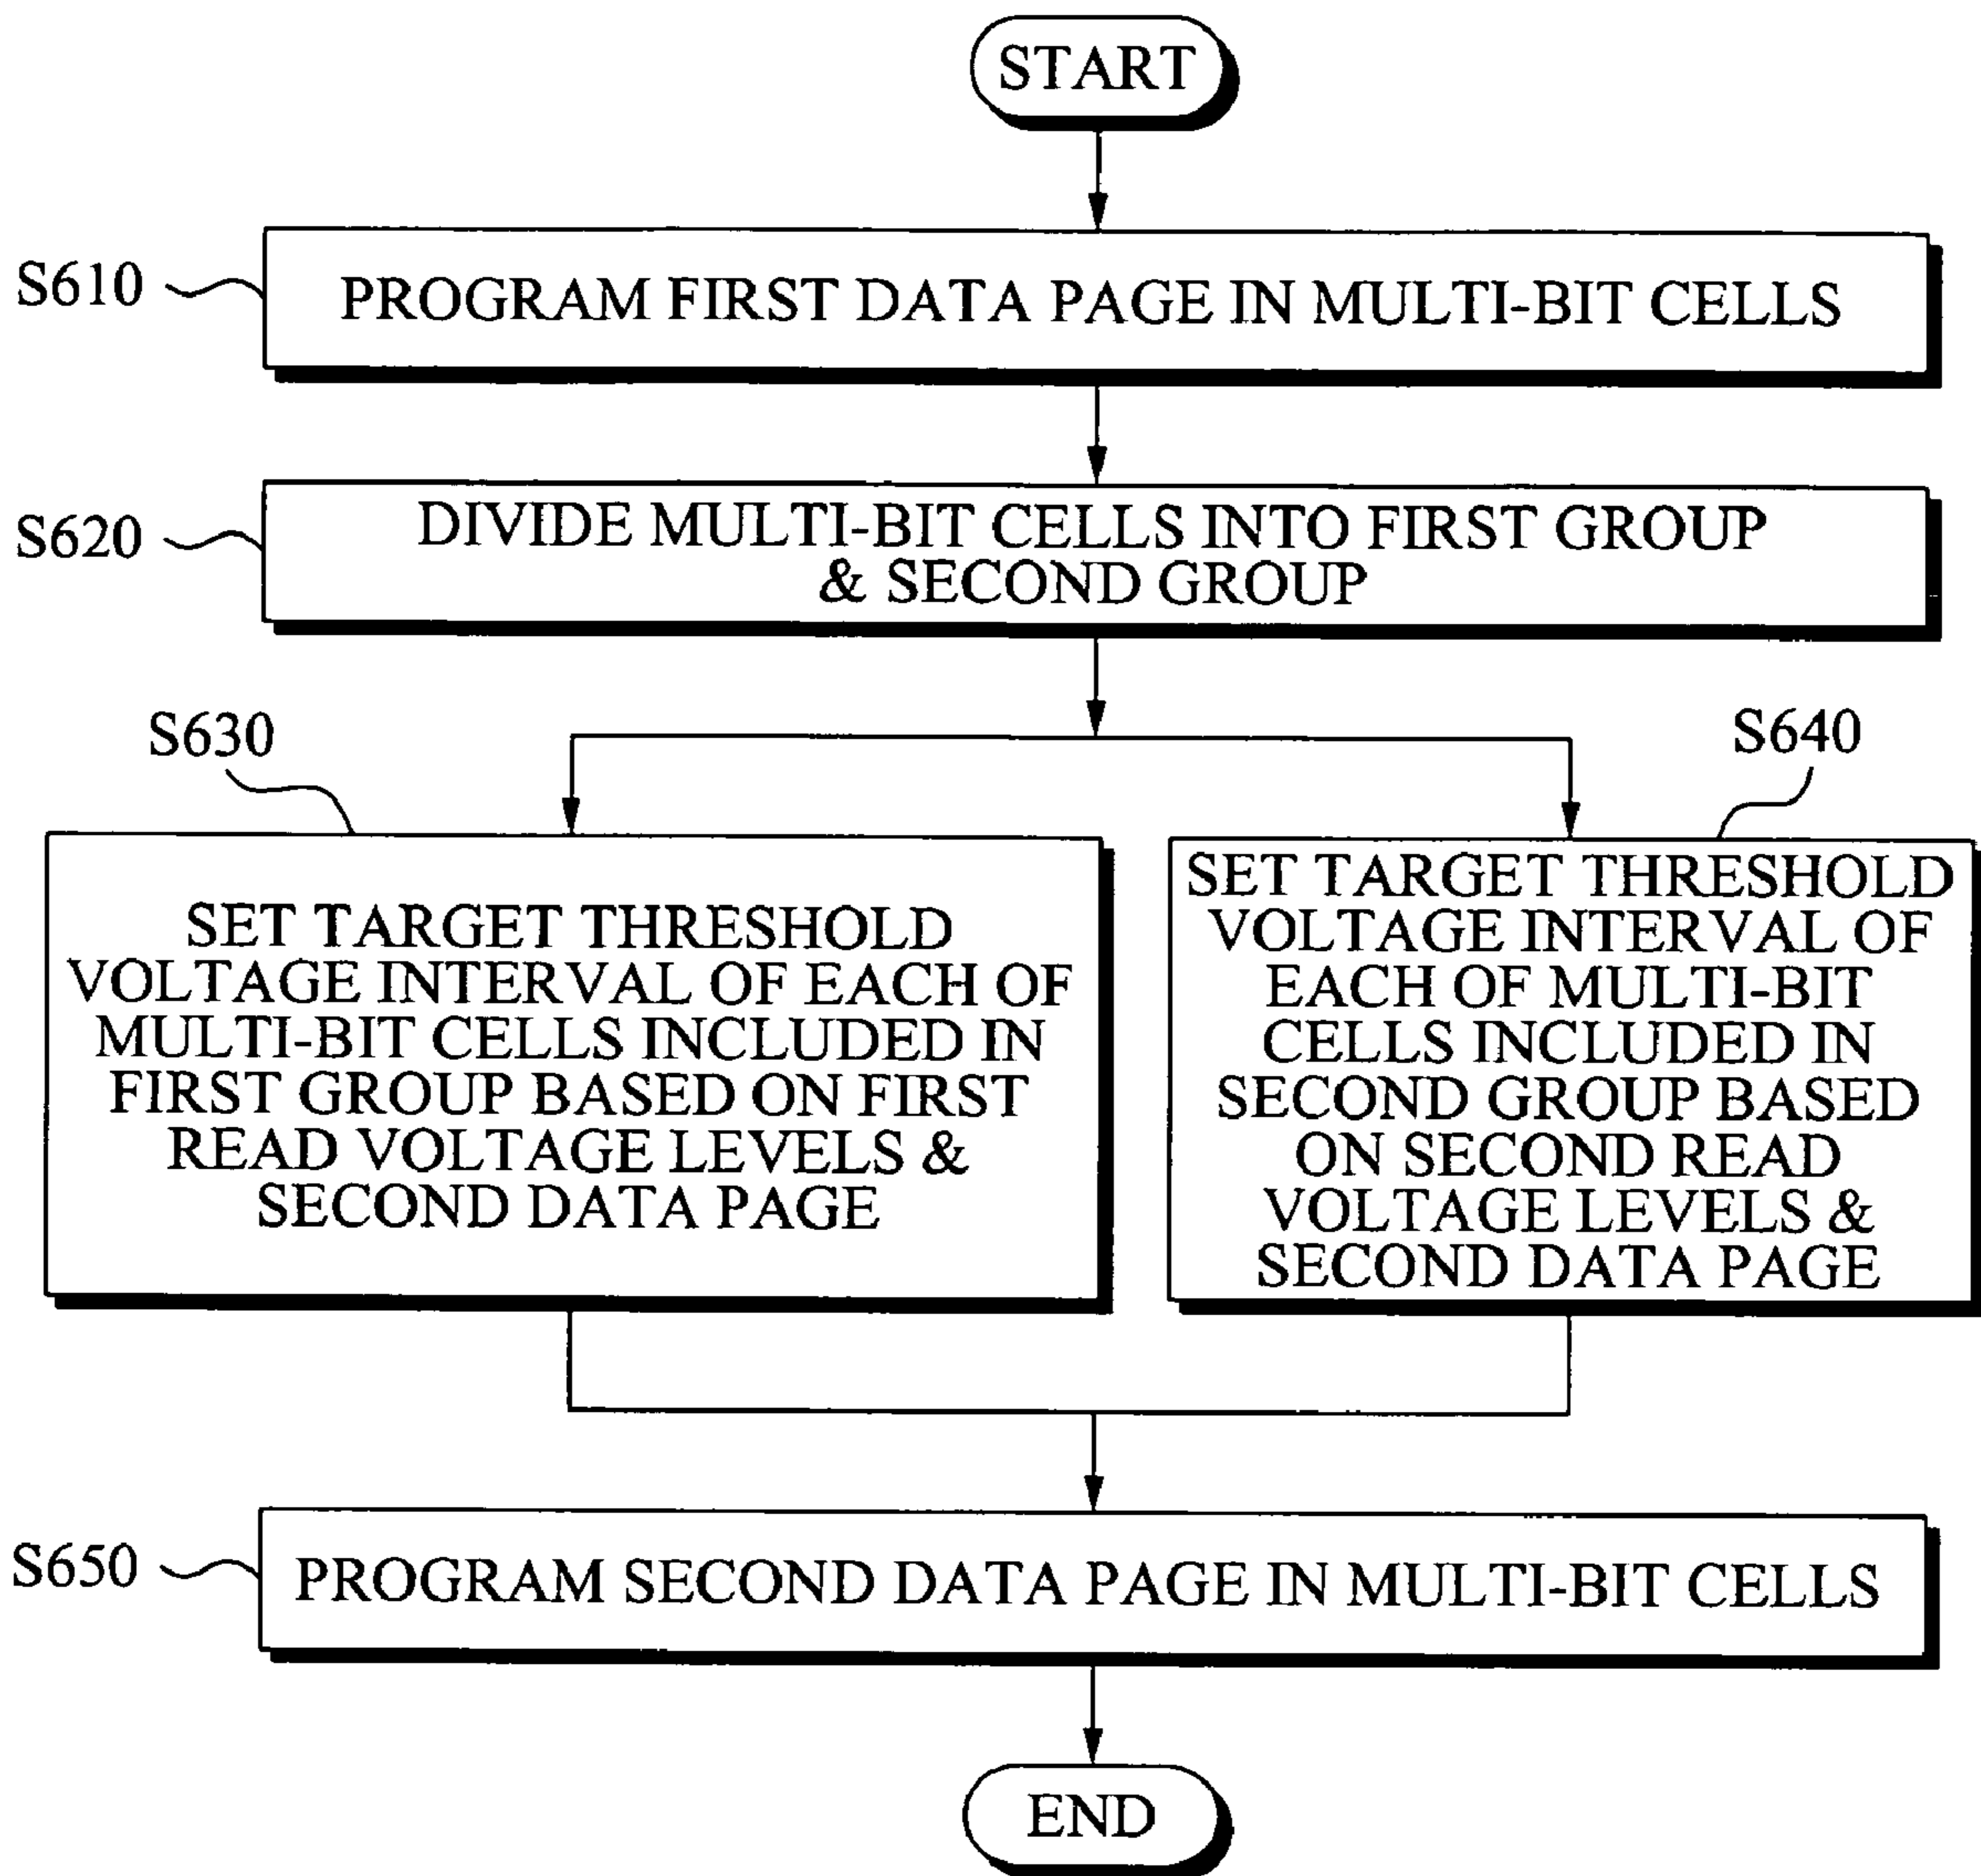 START
S610
PROGRAM FIRST DATA PAGE IN MULTI-BIT CELLS
S620
DIVIDE MULTI-BIT CELLS INTO FIRST GROUP
& SECOND GROUP
S630
SET TARGET THRESHOLD
VOLTAGE INTERVAL OF EACH OF
MULTI-BIT CELLS INCLUDED IN
FIRST GROUP BASED ON FIRST
READ VOLTAGE LEVELS &
SECOND DATA PAGE
S640
SET TARGET THRESHOLD
VOLTAGE INTERVAL OF
EACH OF MULTI-BIT
CELLS INCLUDED IN
SECOND GROUP BASED
ON SECOND READ
VOLTAGE LEVELS &
SECOND DATA PAGE
S650
PROGRAM SECOND DATA PAGE IN MULTI-BIT CELLS
END